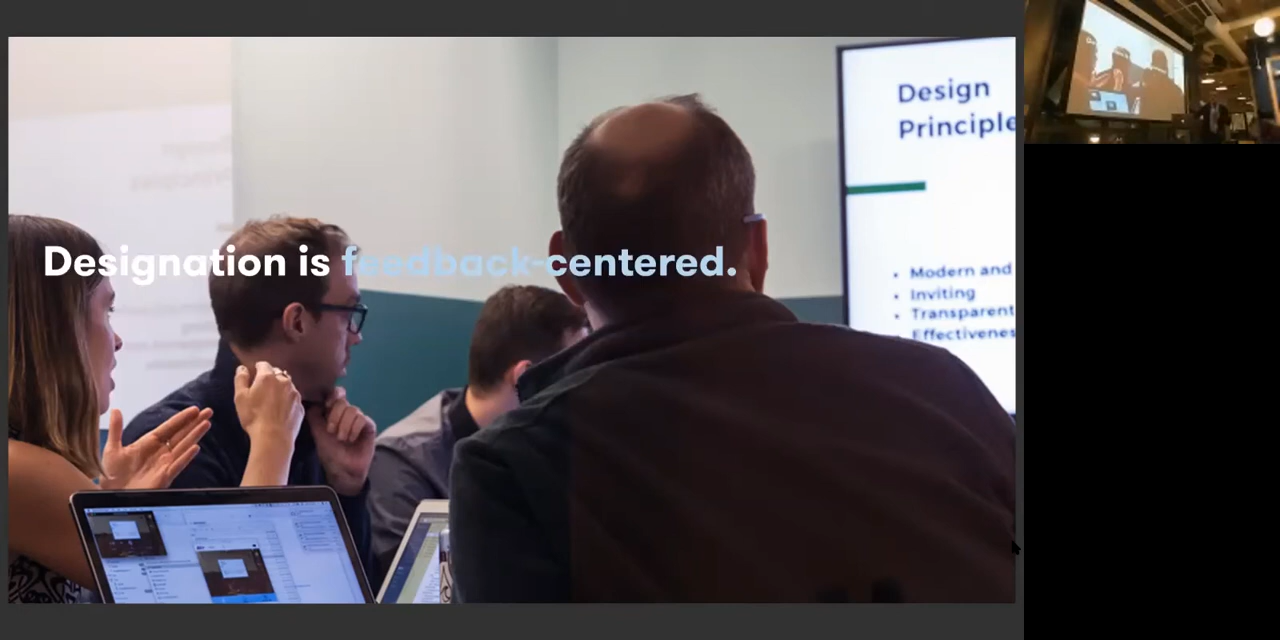 Designation is feedback-centered.
Design
Principle
• Modern and
• Inviting
• Transparent
Effectivenes